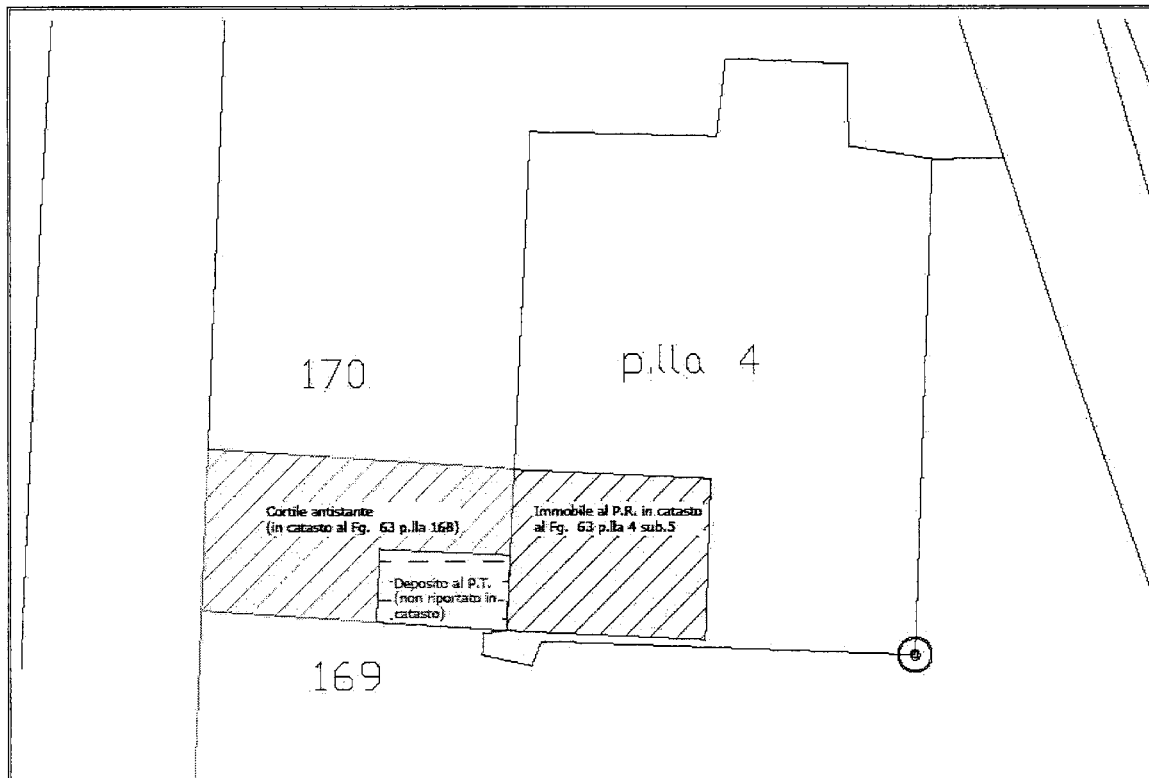 170
p.lla 4
Cortile antistante
(in catasto al Fg. 63 p.lla 168)
Immobile al P.R. in catasto
al Fg. 63 p.lla 4 sub.5
Deposito al P.T.
(non riportato in
catasto)
169